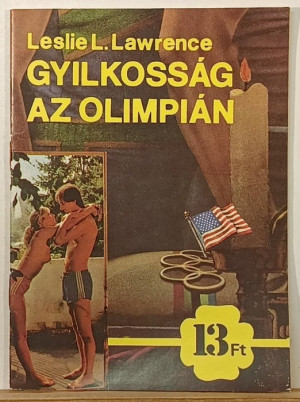 Leslie L. Lawrence
GYILKOSSÁG
AZ OLIMPIÁN
13 Ft